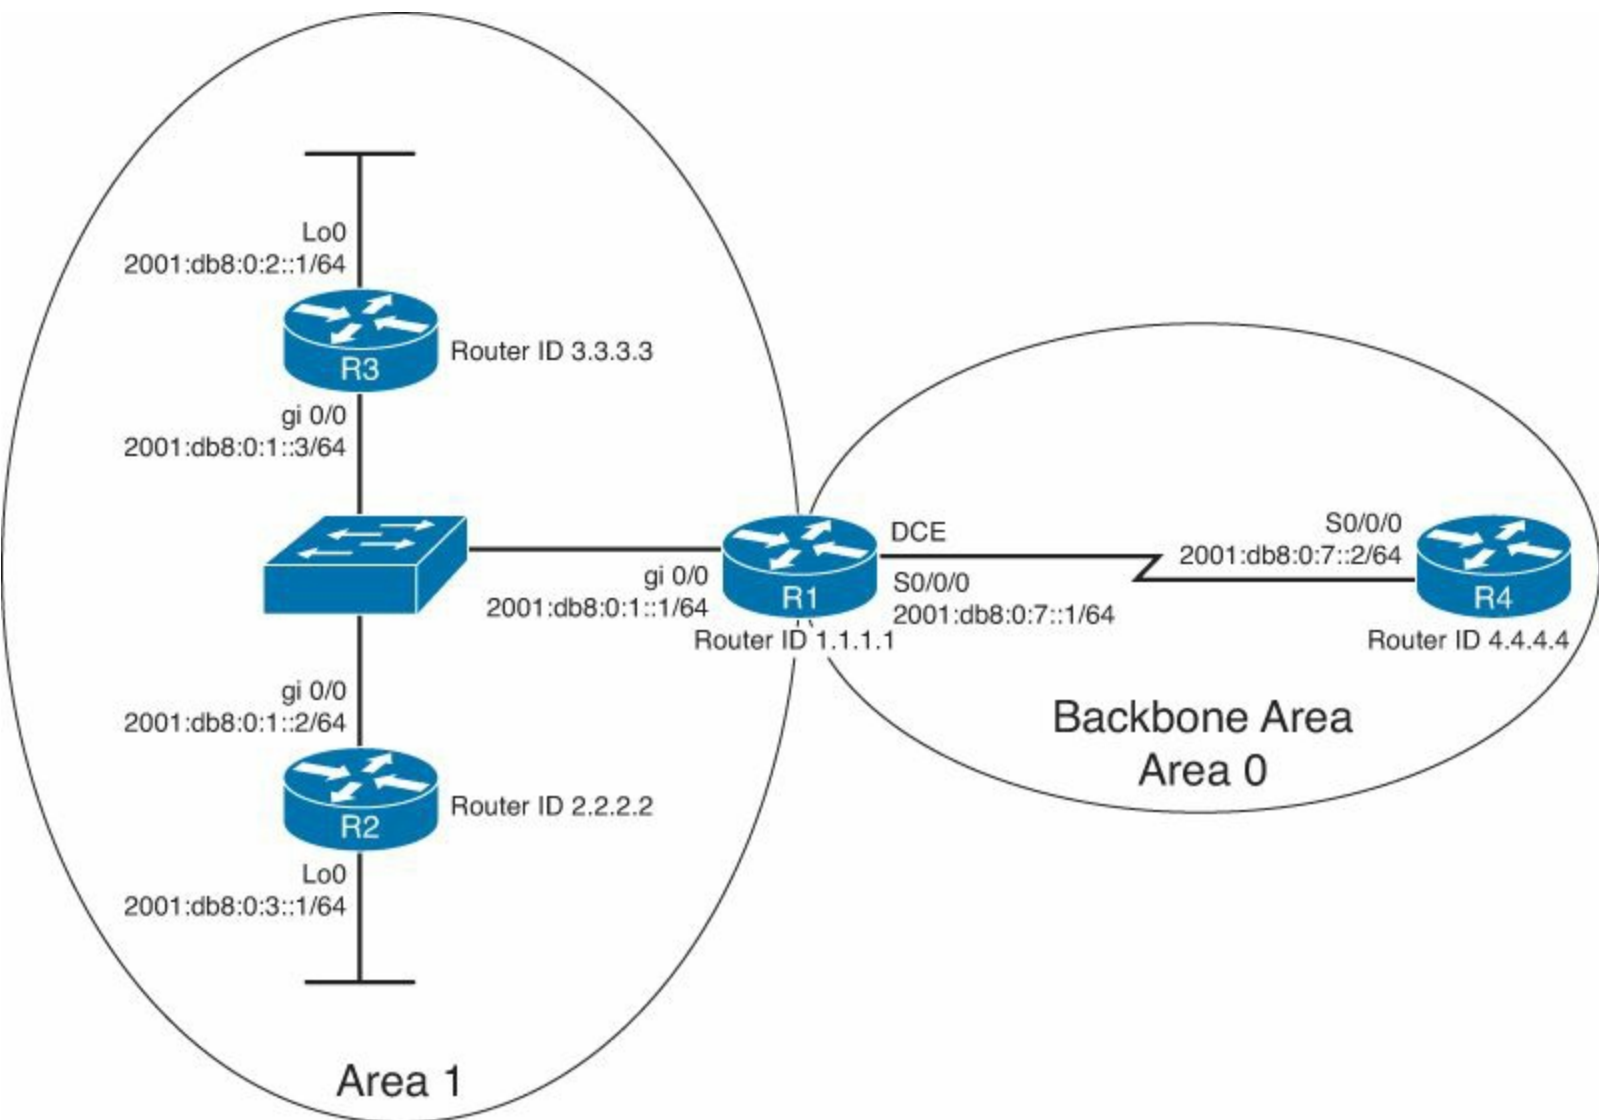 Lo0
2001:db8:0:2::1/64
R3
Router ID 3.3.3.3
gi 0/0
2001:db8:0:1::3/64
gi 0/0
2001:db8:0:1::1/64
R1
Router ID 1.1.1.1
DCE
S0/0/0
2001:db8:0:7::1/64
S0/0/0
2001:db8:0:7::2/64
R4
Router ID 4.4.4.4
gi 0/0
2001:db8:0:1::2/64
R2
Router ID 2.2.2.2
Lo0
2001:db8:0:3::1/64
Backbone Area
Area 0
Area 1